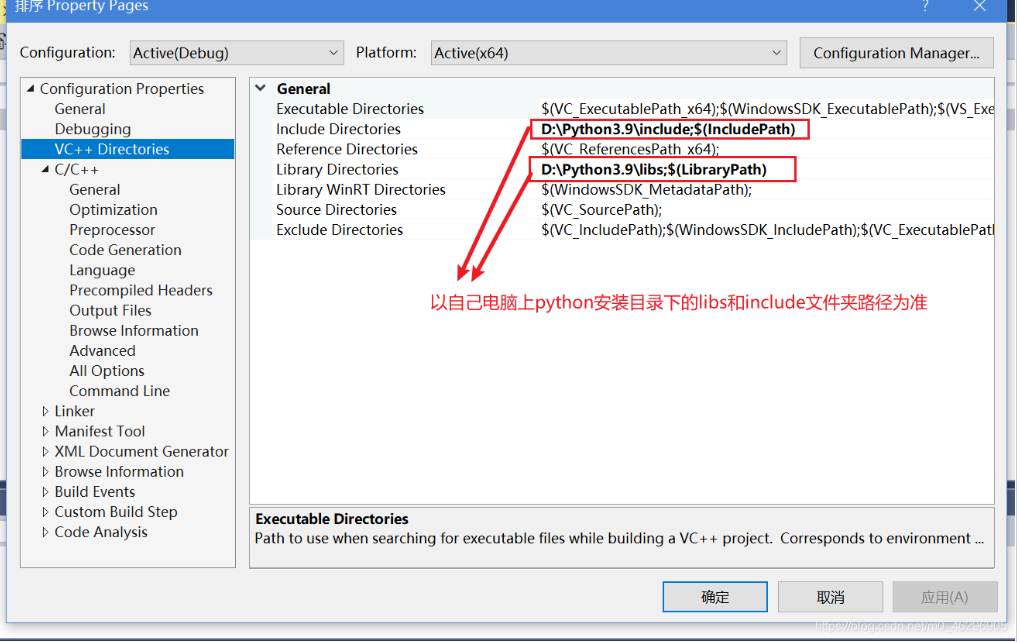 排序 Property Pages
?
Configuration: Active(Debug) Platform: Active(x64) Configuration Manager...
Configuration Properties
General
Debugging
VC++ Directories
C/C++
General
Optimization
Preprocessor
Code Generation
Language
Precompiled Headers
Output Files
Browse Information
Advanced
All Options
Command Line
Linker
Manifest Tool
XML Document Generator
Browse Information
Build Events
Custom Build Step
Code Analysis
General
Executable Directories $(VC_ExecutablePath_x64);$(WindowsSDK_ExecutablePath);$(VS_Exe
Include Directories D:\Python3.9\include;$(IncludePath)
Reference Directories $(VC_ReferencesPath_x64);
Library Directories D:\Python3.9\libs;$(LibraryPath)
Library WinRT Directories $(WindowsSDK_MetadataPath);
Source Directories $(VC_SourcePath);
Exclude Directories $(VC_IncludePath);$(WindowsSDK_IncludePath);$(VC_ExecutablePath
以自己电脑上python安装目录下的libs和include文件夹路径为准
Executable Directories
Path to use when searching for executable files while building a VC++ project. Corresponds to environment ...
确定 取消 应用(A)